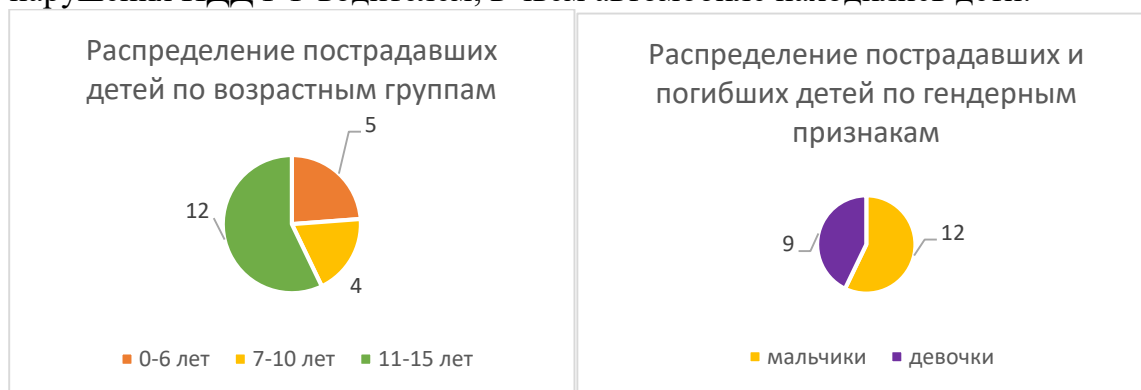 Распределение пострадавших
детей по возрастным группам
5
12
4
0-6 лет 7-10 лет 11-15 лет
Распределение пострадавших и
погибших детей по гендерным
признакам
9
12
мальчики девочки